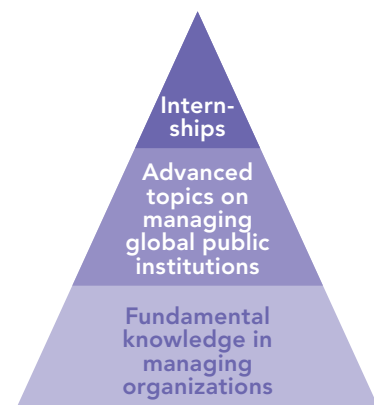 Intern-
ships
Advanced
topics on
managing
global public
institutions
Fundamental
knowledge in
managing
organizations